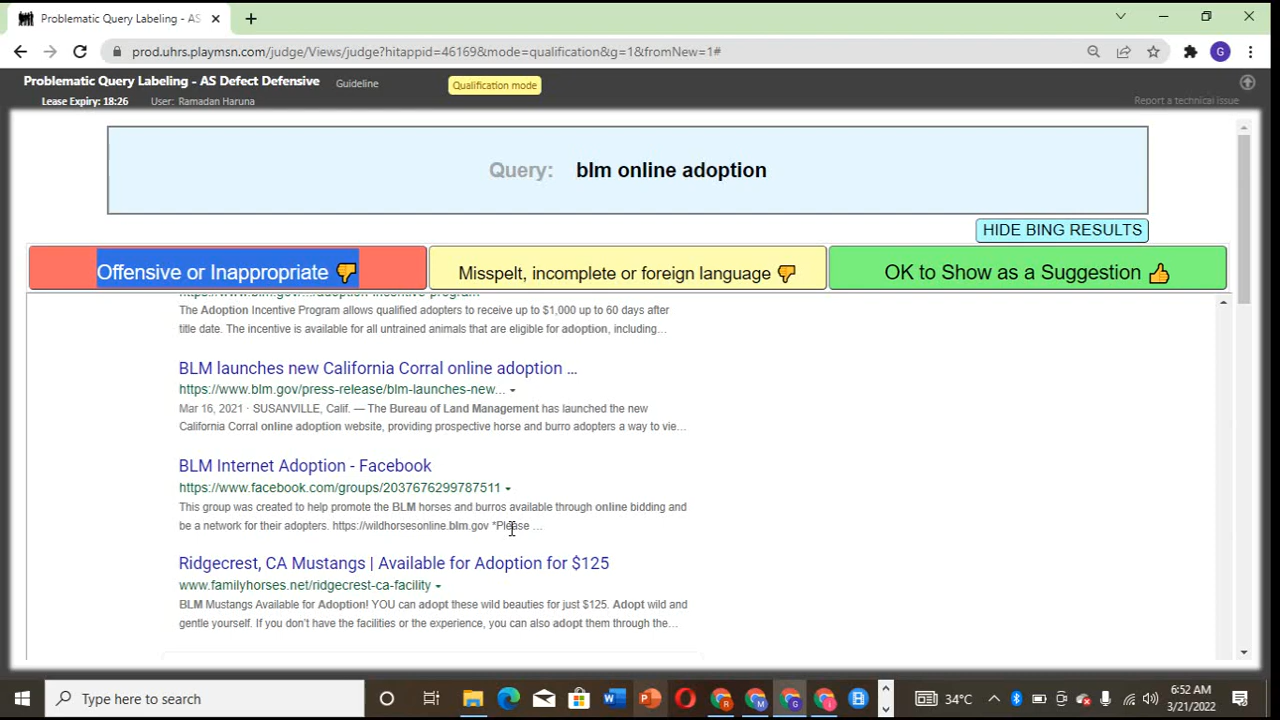 Problematic Query Labeling - AS
prod.uhrs.playmsn.com/judge/Views/judge?hitappid=46169&mode=qualification&g=1&fromNew=1#
G
Problematic Query Labeling - AS Defect Defensive
Guideline
Qualification mode
Lease Expiry: 18:26
User: Ramadan Haruna
Report a technical issue
Query: blm online adoption
HIDE BING RESULTS
Offensive or Inappropriate
Misspelt, incomplete or foreign language
OK to Show as a Suggestion
The Adoption Incentive Program allows qualified adopters to receive up to $1,000 up to 60 days after
title date. The incentive is available for all untrained animals that are eligible for adoption, including...
BLM launches new California Corral online adoption ...
https://www.blm.gov/press-release/blm-launches-new...
Mar 16, 2021 · SUSANVILLE, Calif. — The Bureau of Land Management has launched the new
California Corral online adoption website, providing prospective horse and burro adopters a way to vie...
BLM Internet Adoption - Facebook
https://www.facebook.com/groups/2037676299787511
This group was created to help promote the BLM horses and burros available through online bidding and
be a network for their adopters. https://wildhorsesonline.blm.gov *Please ...
Ridgecrest, CA Mustangs | Available for Adoption for $125
www.familyhorses.net/ridgecrest-ca-facility
BLM Mustangs Available for Adoption! YOU can adopt these wild beauties for just $125. Adopt wild and
gentle yourself. If you don't have the facilities or the experience, you can also adopt them through the...
Type here to search
34°C
6:52 AM
3/21/2022